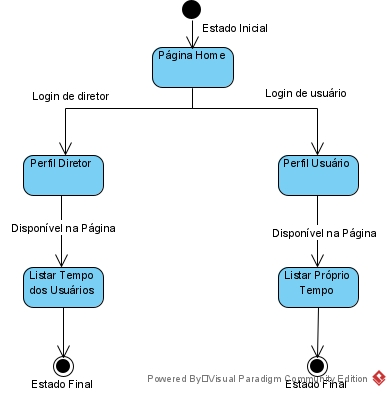 Estado Inicial
Página Home
Login de diretor
Login de usuário
Perfil Diretor
Perfil Usuário
Disponível na Página
Disponível na Página
Listar Tempo
dos Usuários
Listar Próprio
Tempo
Powered By Visual Paradigm Community Edition
Estado Final
Estado Final